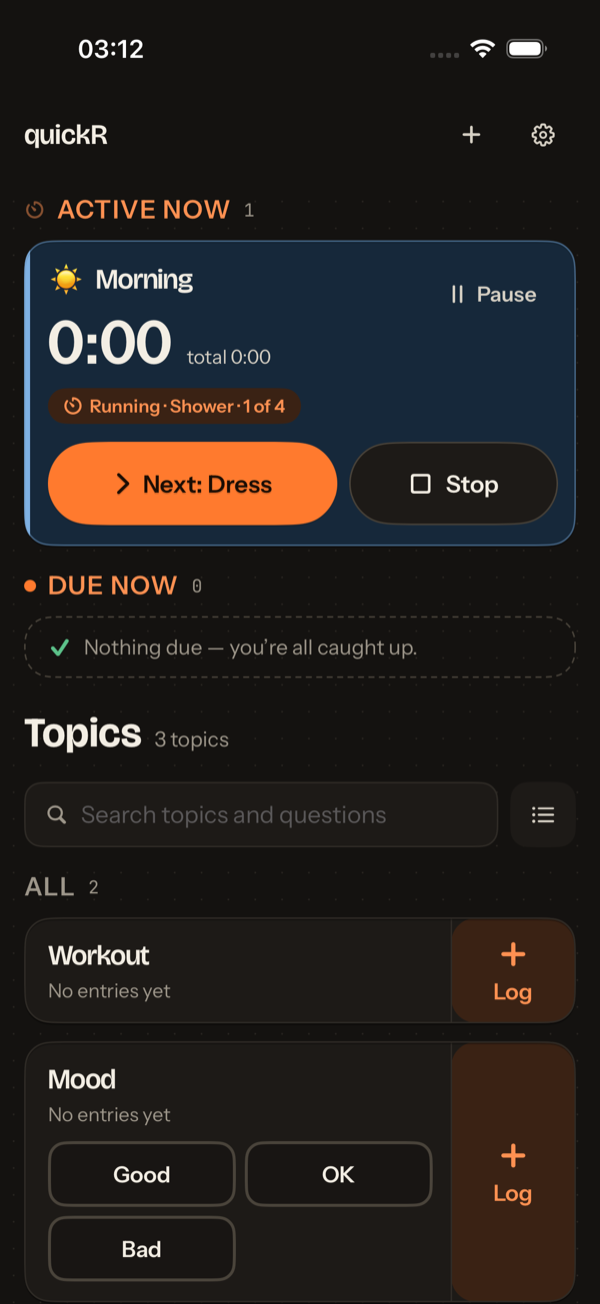 03:12
quickR
ACTIVE NOW 1
Morning
Pause
0:00 total 0:00
Running · Shower · 1 of 4
Next: Dress
Stop
DUE NOW 0
Nothing due — you’re all caught up.
Topics 3 topics
Search topics and questions
ALL 2
Workout
No entries yet
Log
Mood
No entries yet
Good
OK
Log
Bad